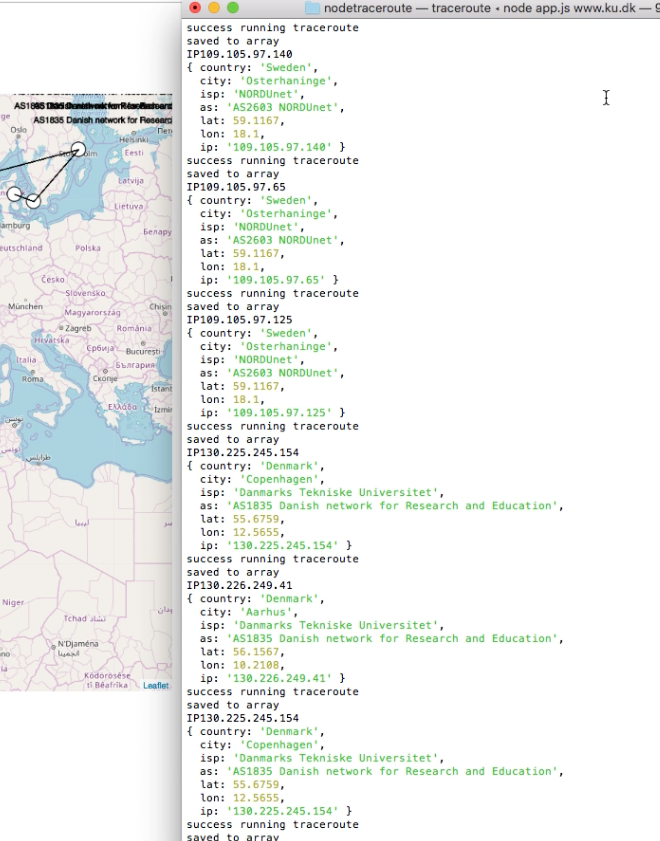 nodetraceroute — traceroute • node app.js www.ku.dk —
success running traceroute
saved to array
IP109.105.97.140
{ country: 'Sweden',
city: 'Osterhaninge',
isp: 'NORDUnet',
as: 'AS2603 NORDUnet',
lat: 59.1167,
lon: 18.1,
ip: '109.105.97.140' }
success running traceroute
saved to array
IP109.105.97.65
{ country: 'Sweden',
city: 'Osterhaninge',
isp: 'NORDUnet',
as: 'AS2603 NORDUnet',
lat: 59.1167,
lon: 18.1,
ip: '109.105.97.65' }
success running traceroute
saved to array
IP109.105.97.125
{ country: 'Sweden',
city: 'Osterhaninge',
isp: 'NORDUnet',
as: 'AS2603 NORDUnet',
lat: 59.1167,
lon: 18.1,
ip: '109.105.97.125' }
success running traceroute
saved to array
IP130.225.245.154
{ country: 'Denmark',
city: 'Copenhagen',
isp: 'Danmarks Tekniske Universitet',
as: 'AS1835 Danish network for Research and Education',
lat: 55.6759,
lon: 12.5655,
ip: '130.225.245.154' }
success running traceroute
saved to array
IP130.226.249.41
{ country: 'Denmark',
city: 'Aarhus',
isp: 'Danmarks Tekniske Universitet',
as: 'AS1835 Danish network for Research and Education',
lat: 56.1567,
lon: 10.2108,
ip: '130.226.249.41' }
success running traceroute
saved to array
IP130.225.245.154
{ country: 'Denmark',
city: 'Copenhagen',
isp: 'Danmarks Tekniske Universitet',
as: 'AS1835 Danish network for Research and Education',
lat: 55.6759,
lon: 12.5655,
ip: '130.225.245.154' }
success running traceroute
saved to array
AS1835 Danish network for Research
Oslo
Helsinki
Eesti
Latvija
Lietuva
amburg
Белару
eutschland
Polska
Česko
Slovensko
München
Magyarország
Chișin
Zagreb
România
Hrvatska
Србија
București
Italia
България
Roma
Скопје
İstanb
Ελλάδα
İzmir
تونس
طرابلس
ليبيا
Niger
Tchad تشاد
N'Djaména
انجمينا
Ködörösêse
tî Bêafrîka
Leaflet